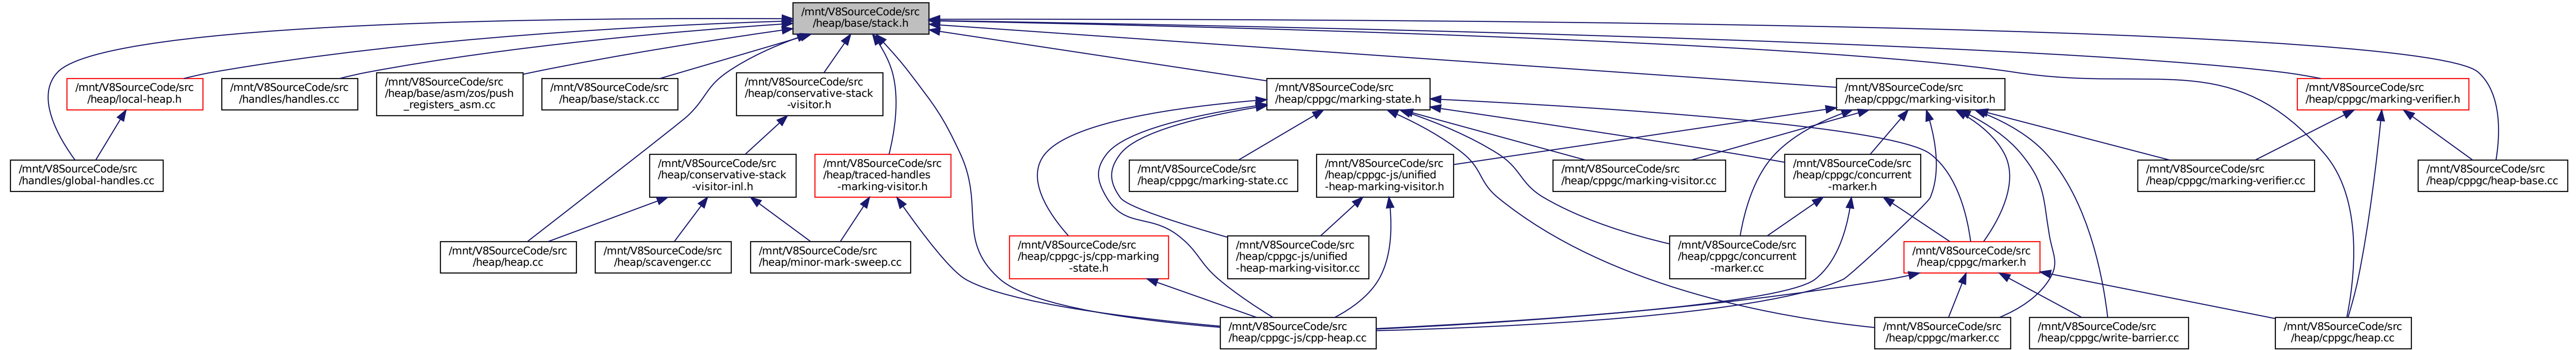 /mnt/V8SourceCode/src
/heap/base/stack.h
/mnt/V8SourceCode/src
/heap/local-heap.h
/mnt/V8SourceCode/src
/handles/handles.cc
/mnt/V8SourceCode/src
/heap/base/asm/zos/push
_registers_asm.cc
/mnt/V8SourceCode/src
/heap/base/stack.cc
/mnt/V8SourceCode/src
/heap/conservative-stack
-visitor.h
/mnt/V8SourceCode/src
/heap/cppgc/marking-state.h
/mnt/V8SourceCode/src
/heap/cppgc/marking-visitor.h
/mnt/V8SourceCode/src
/heap/cppgc/marking-verifier.h
/mnt/V8SourceCode/src
/handles/global-handles.cc
/mnt/V8SourceCode/src
/heap/conservative-stack
-visitor-inl.h
/mnt/V8SourceCode/src
/heap/traced-handles
-marking-visitor.h
/mnt/V8SourceCode/src
/heap/cppgc/marking-state.cc
/mnt/V8SourceCode/src
/heap/cppgc-js/unified
-heap-marking-visitor.h
/mnt/V8SourceCode/src
/heap/cppgc/marking-visitor.cc
/mnt/V8SourceCode/src
/heap/cppgc/concurrent
-marker.h
/mnt/V8SourceCode/src
/heap/cppgc/marking-verifier.cc
/mnt/V8SourceCode/src
/heap/cppgc/heap-base.cc
/mnt/V8SourceCode/src
/heap/heap.cc
/mnt/V8SourceCode/src
/heap/scavenger.cc
/mnt/V8SourceCode/src
/heap/minor-mark-sweep.cc
/mnt/V8SourceCode/src
/heap/cppgc-js/cpp-marking
-state.h
/mnt/V8SourceCode/src
/heap/cppgc-js/unified
-heap-marking-visitor.cc
/mnt/V8SourceCode/src
/heap/cppgc/concurrent
-marker.cc
/mnt/V8SourceCode/src
/heap/cppgc/marker.h
/mnt/V8SourceCode/src
/heap/cppgc-js/cpp-heap.cc
/mnt/V8SourceCode/src
/heap/cppgc/marker.cc
/mnt/V8SourceCode/src
/heap/cppgc/write-barrier.cc
/mnt/V8SourceCode/src
/heap/cppgc/heap.cc